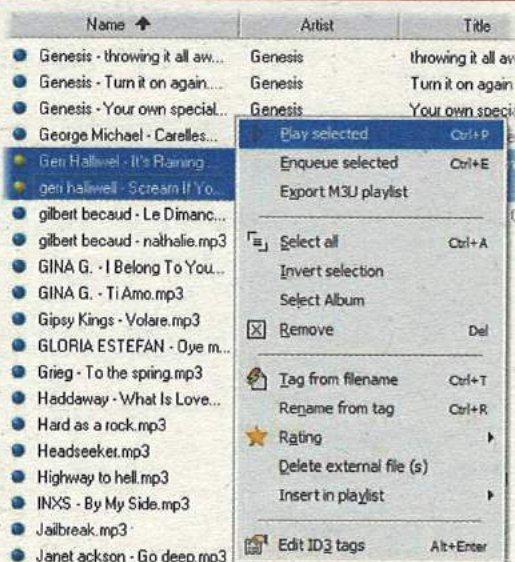 Name Artist Title
Genesis - throwing it all aw... Genesis throwing it all aw
Genesis - Turn it on again.... Genesis Turn it on again
Genesis - Your own special... Genesis Your own speci
George Michael - Carelles...
Geri Halliwel - It's Raining
geri halliwell - Scream If Yo...
gilbert becaud - Le Dimanc...
gilbert becaud - nathalie.mp3
GINA G. - I Belong To You...
GINA G. - Ti Amo.mp3
Gipsy Kings - Volare.mp3
GLORIA ESTEFAN - Oye m...
Grieg - To the spring.mp3
Haddaway - What Is Love...
Hard as a rock.mp3
Headseeker.mp3
Highway to hell.mp3
INXS - By My Side.mp3
Jailbreak.mp3
Janet ackson - Go deep.mp3
Play selected Ctrl+P
Enqueue selected Ctrl+E
Export M3U playlist
Select all Ctrl+A
Invert selection
Select Album
Remove Del
Tag from filename Ctrl+T
Rename from tag Ctrl+R
Rating
Delete external file (s)
Insert in playlist
Edit ID3 tags Alt+Enter